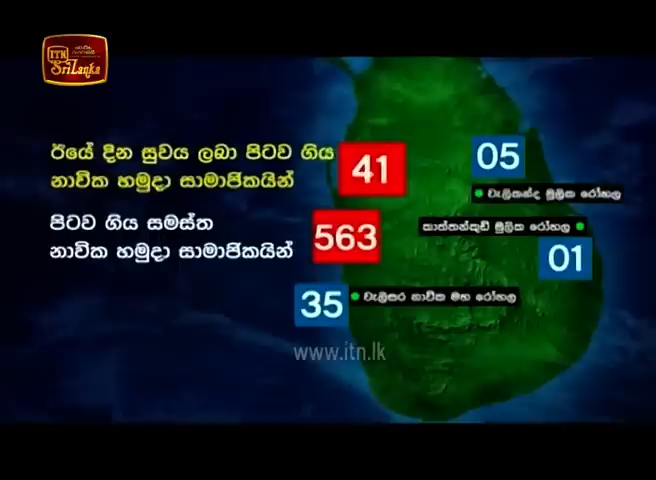 ITN
SriLanka
ඊයේ දින සුවය ලබා පිටව ගිය
නාවික හමුදා සාමාජිකයින්
41
05
වැලිකන්ද මූලික රෝහල
පිටව ගිය සමස්ත
නාවික හමුදා සාමාජිකයින්
563
කාත්තන්කුඩි මූලික රෝහල
01
35
වැලිසර නාවික මහ රෝහල
www.itn.lk